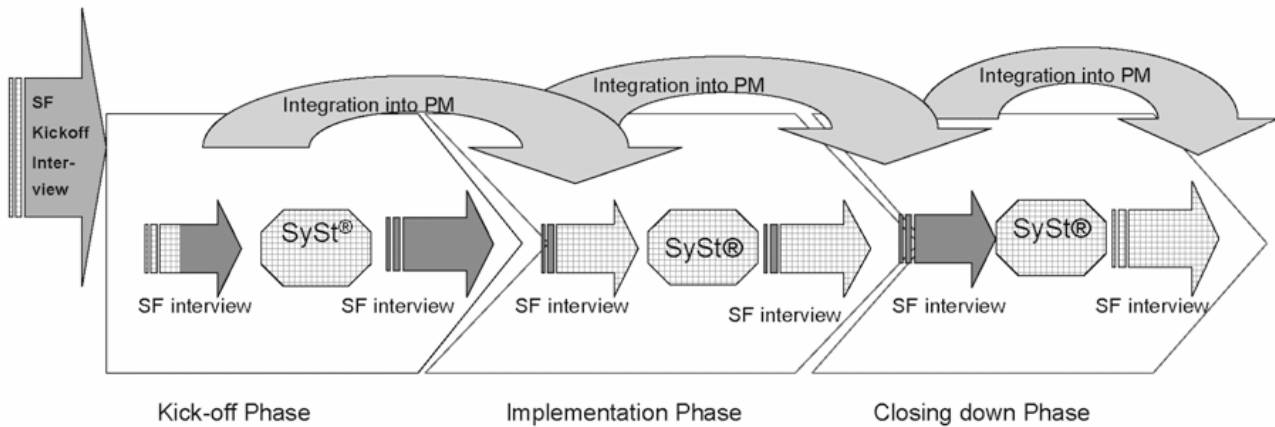 SF
Kickoff
Inter-
view
Integration into PM
Integration into PM
Integration into PM
SySt®
SySt®
SySt®
SF interview
SF interview
SF interview
SF interview
SF interview
SF interview
Kick-off Phase
Implementation Phase
Closing down Phase